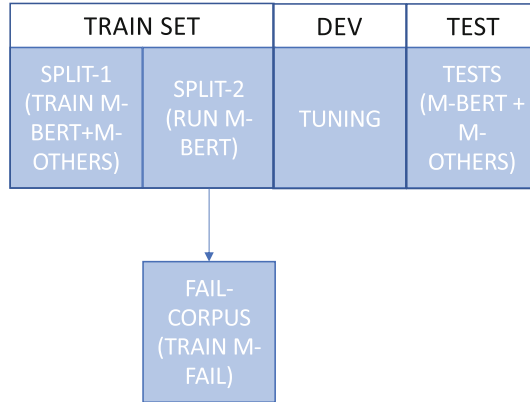 TRAIN SET
DEV
TEST
SPLIT-1
(TRAIN M-
BERT+M-
OTHERS)
SPLIT-2
(RUN M-
BERT)
TUNING
TESTS
(M-BERT +
M-
OTHERS)
FAIL-
CORPUS
(TRAIN M-
FAIL)